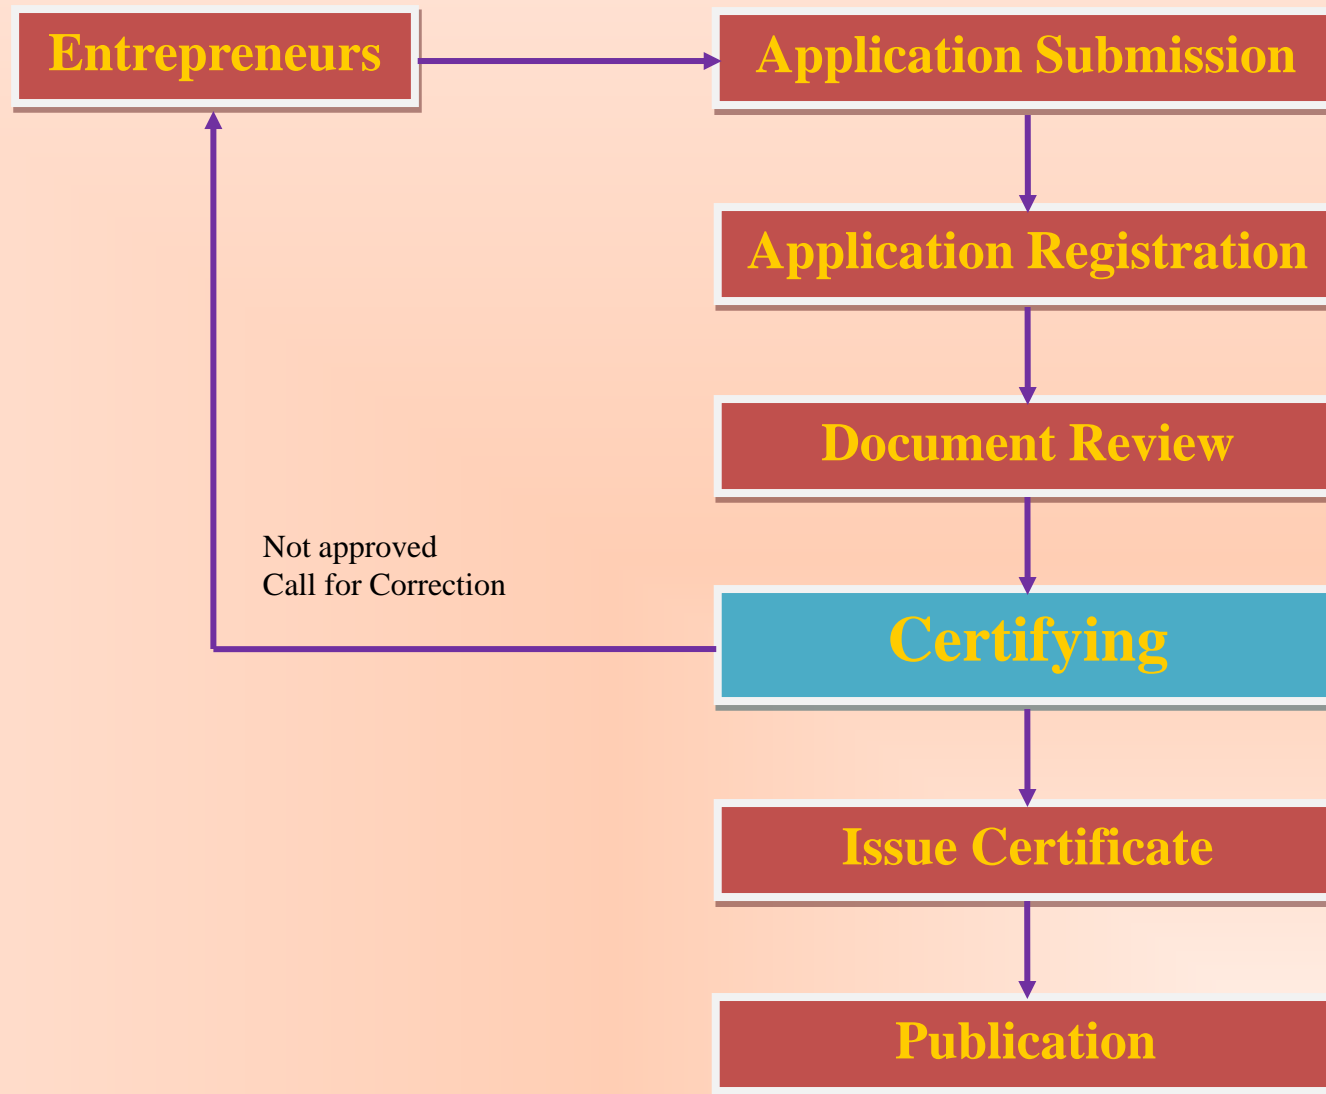 Entrepreneurs
Application Submission
Application Registration
Document Review
Not approved
Call for Correction
Certifying
Issue Certificate
Publication